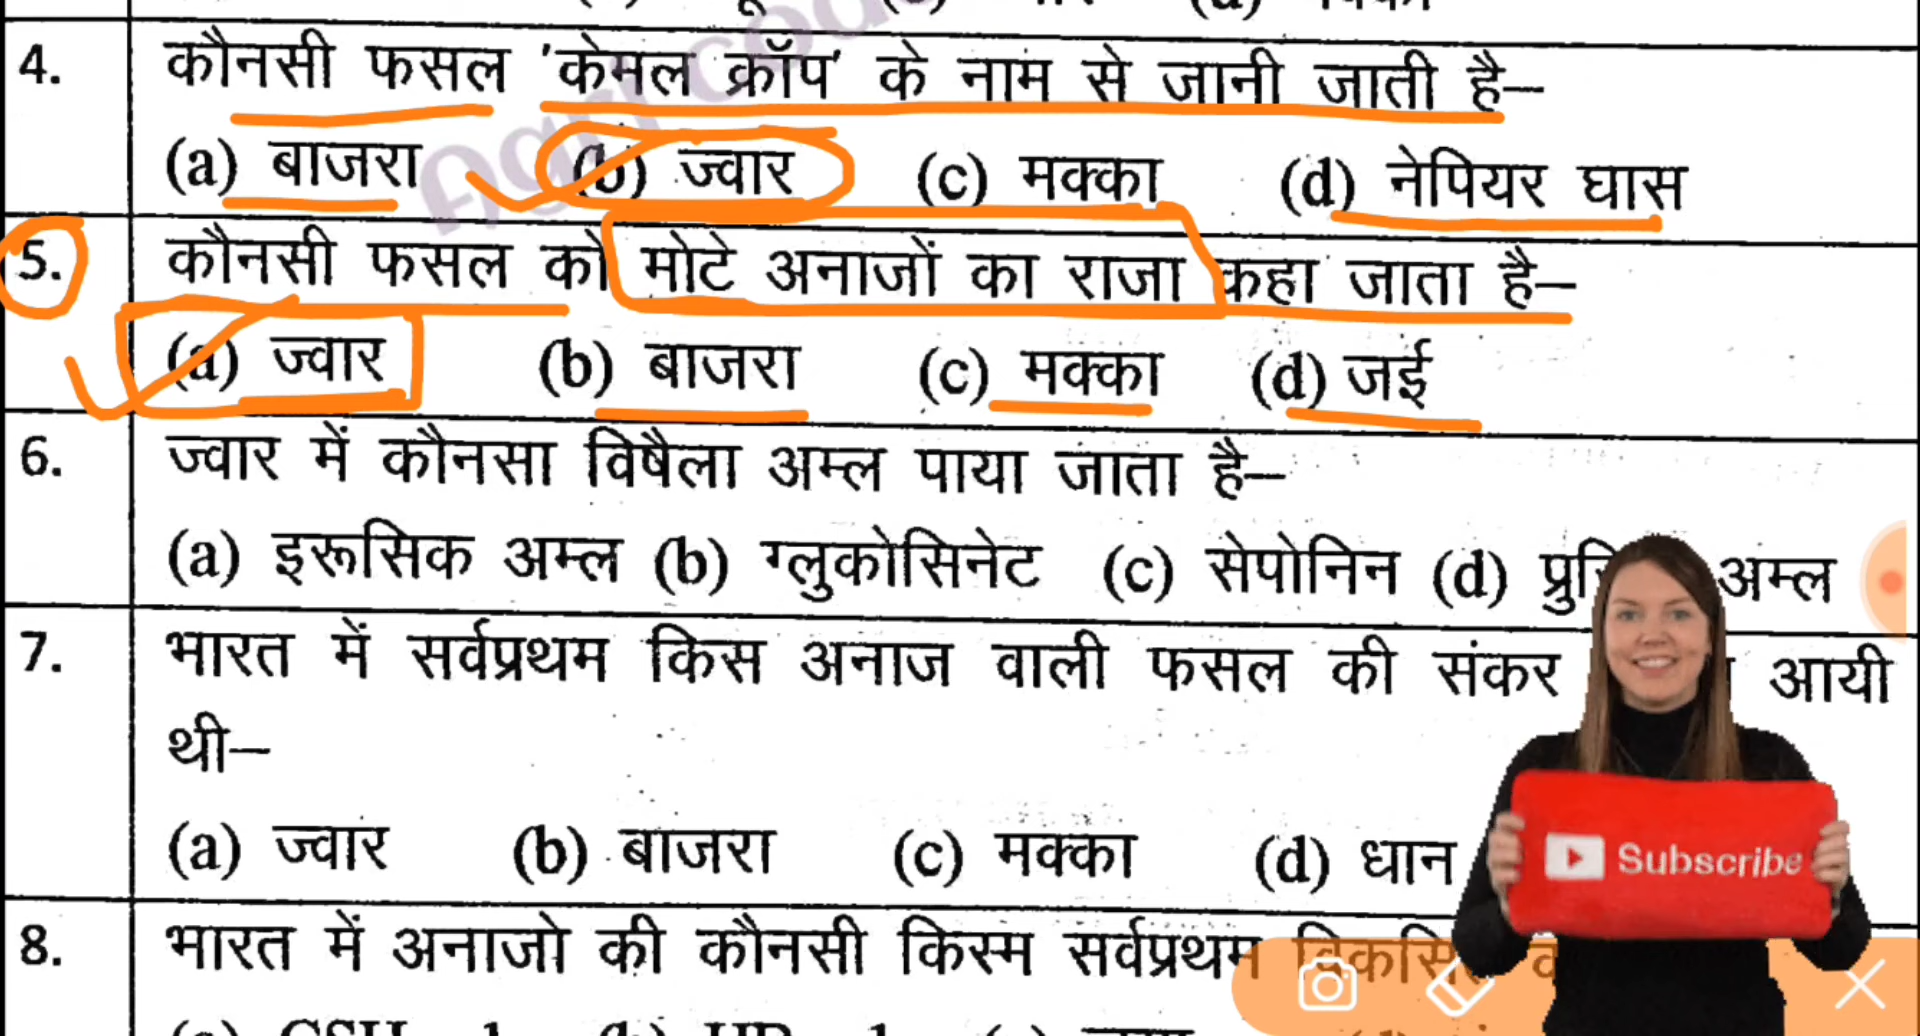 4. कौनसी फसल 'केमल क्रॉप' के नाम से जानी जाती है–
(a) बाजरा (b) ज्वार (c) मक्का (d) नेपियर घास
5. कौनसी फसल को मोटे अनाजों का राजा कहा जाता है–
(a) ज्वार (b) बाजरा (c) मक्का (d) जई
6. ज्वार में कौनसा विषैला अम्ल पाया जाता है–
(a) इरूसिक अम्ल (b) ग्लुकोसिनेट (c) सेपोनिन (d) अम्ल
7. भारत में सर्वप्रथम किस अनाज वाली फसल की संकर आयी
थी–
(a) ज्वार (b) बाजरा (c) मक्का (d) धान
Subscribe
8. भारत में अनाजो की कौनसी किस्म सर्वप्रथम